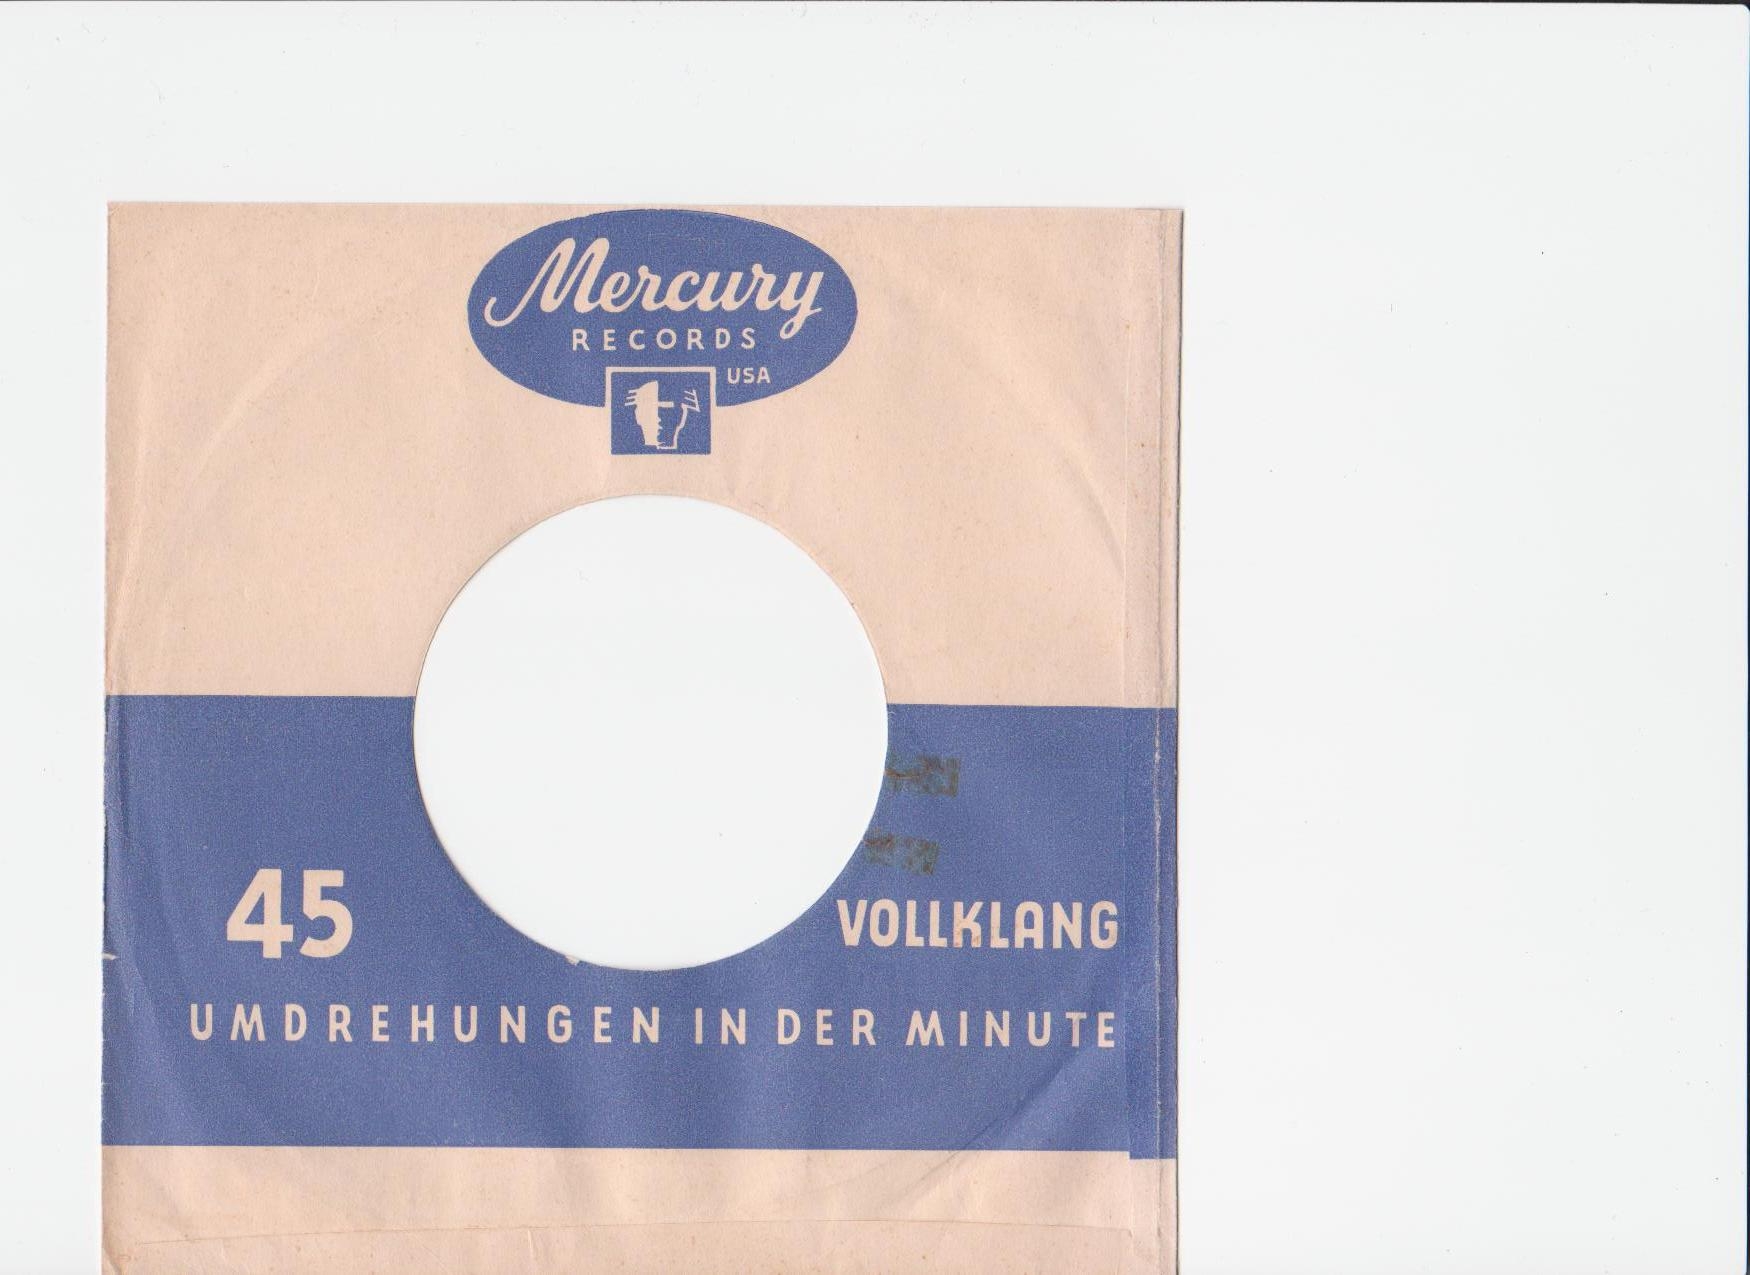 Mercury
RECORDS
USA
45
VOLLKLANG
UMDREHUNGEN IN DER MINUTE